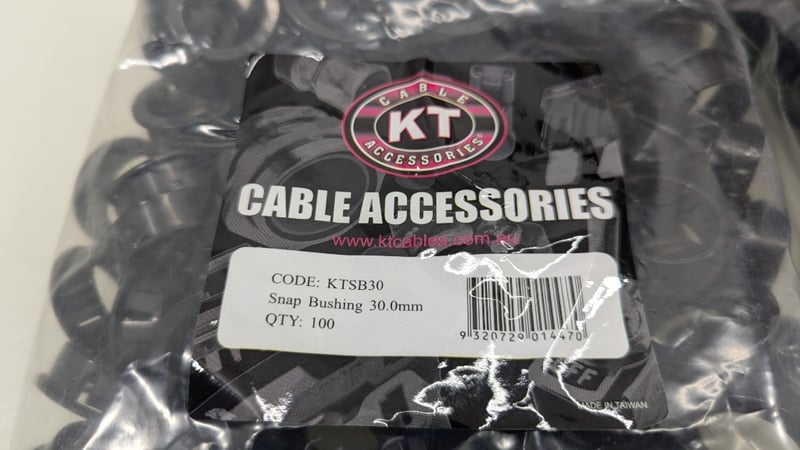 CABLE
KT
ACCESSORIES
CABLE ACCESSORIES
www.ktcables.com.au
CODE: KTSB30
Snap Bushing 30.0mm
QTY: 100
9 320729 014470
MADE IN TAIWAN